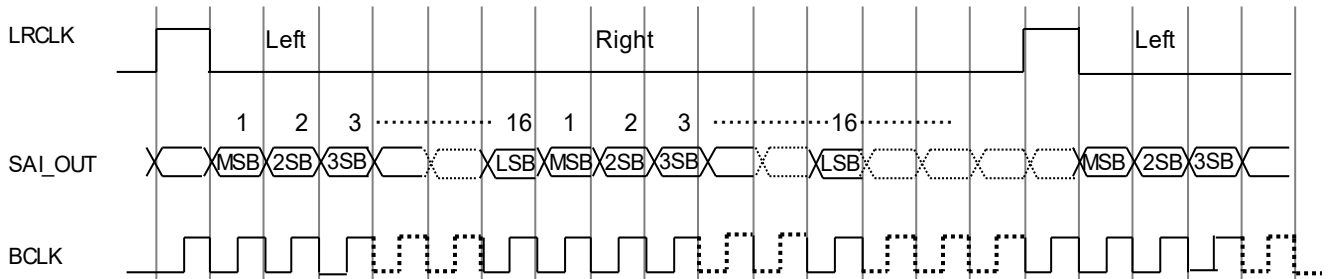 LRCLK Left Right Left
1 2 3 ............... 16 1 2 3 ............... 16 ...........
SAI_OUT MSB 2SB 3SB LSB MSB 2SB 3SB LSB MSB 2SB 3SB
BCLK